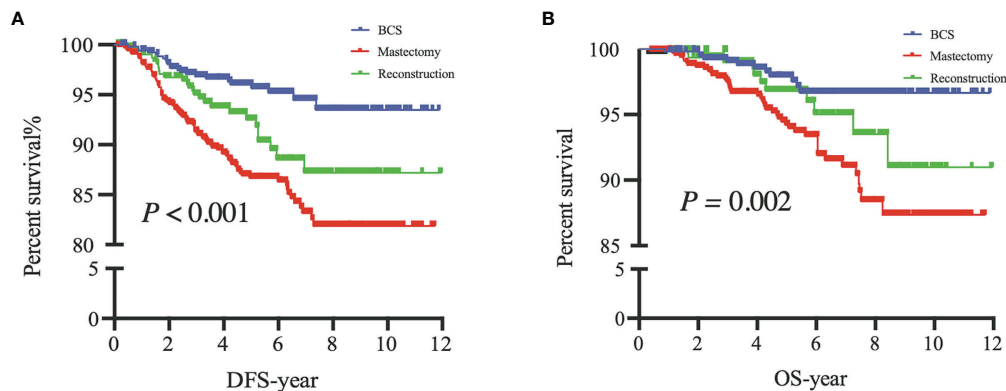 A
BCS
Mastectomy
Reconstruction
Percent survival%
100
95
90
85
80
5
0
P < 0.001
0 2 4 6 8 10 12
DFS-year
B
BCS
Mastectomy
Reconstruction
Percent survival
100
95
90
85
5
0
P = 0.002
0 2 4 6 8 10 12
OS-year